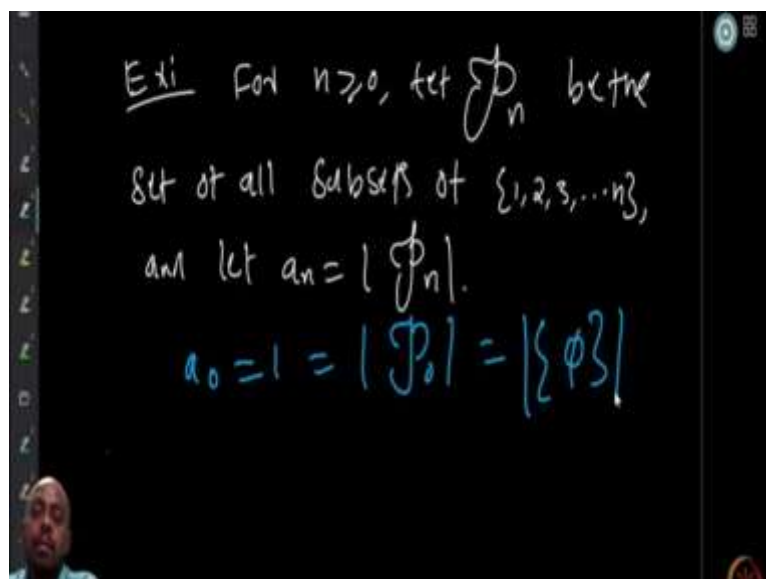 Ex: For n ≥ 0, let 𝒫n be the
set of all subsets of {1, 2, 3, ... n},
and let an = | 𝒫n |.
a0 = 1 = | 𝒫0 | = |{ φ }|